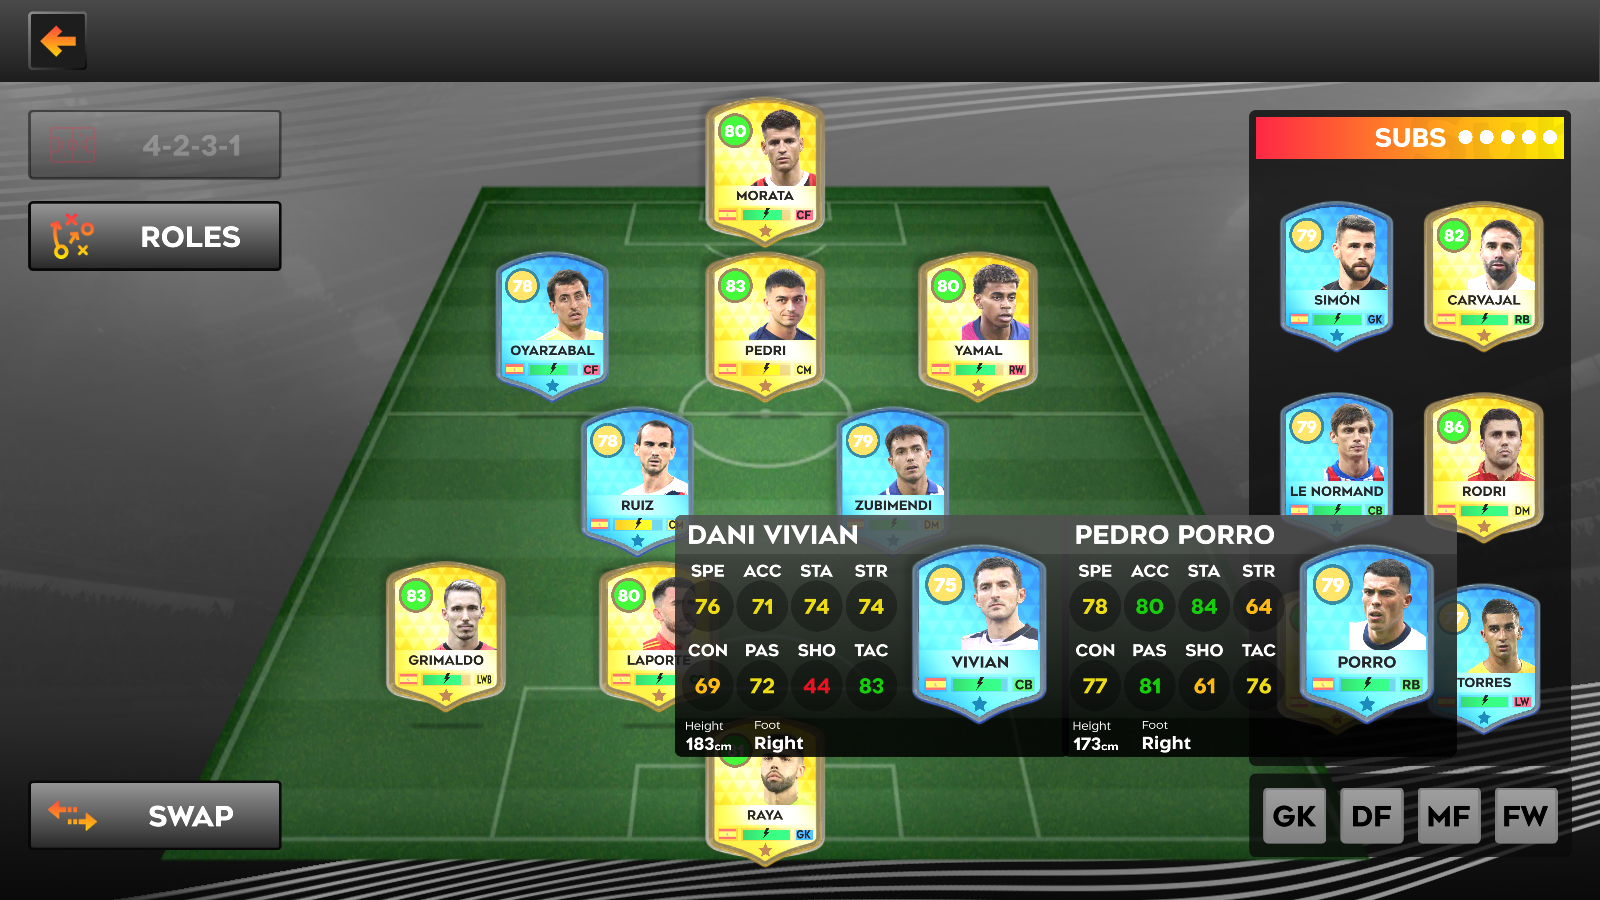 4-2-3-1
ROLES
80
MORATA
CF
78
OYARZABAL
CF
83
PEDRI
CM
80
YAMAL
RW
SUBS
79
SIMÓN
GK
82
CARVAJAL
RB
79
LE NORMAND
CB
86
RODRI
DM
78
RUIZ
79
ZUBIMENDI
DM
83
GRIMALDO
LWB
80
LAPORTE
DANI VIVIAN
SPE ACC STA STR
76 71 74 74
CON PAS SHO TAC
69 72 44 83
Height Foot
183cm Right
75
VIVIAN
CB
PEDRO PORRO
SPE ACC STA STR
78 80 84 64
CON PAS SHO TAC
77 81 61 76
Height Foot
173cm Right
79
PORRO
RB
TORRES
LW
RAYA
GK
SWAP
GK DF MF FW